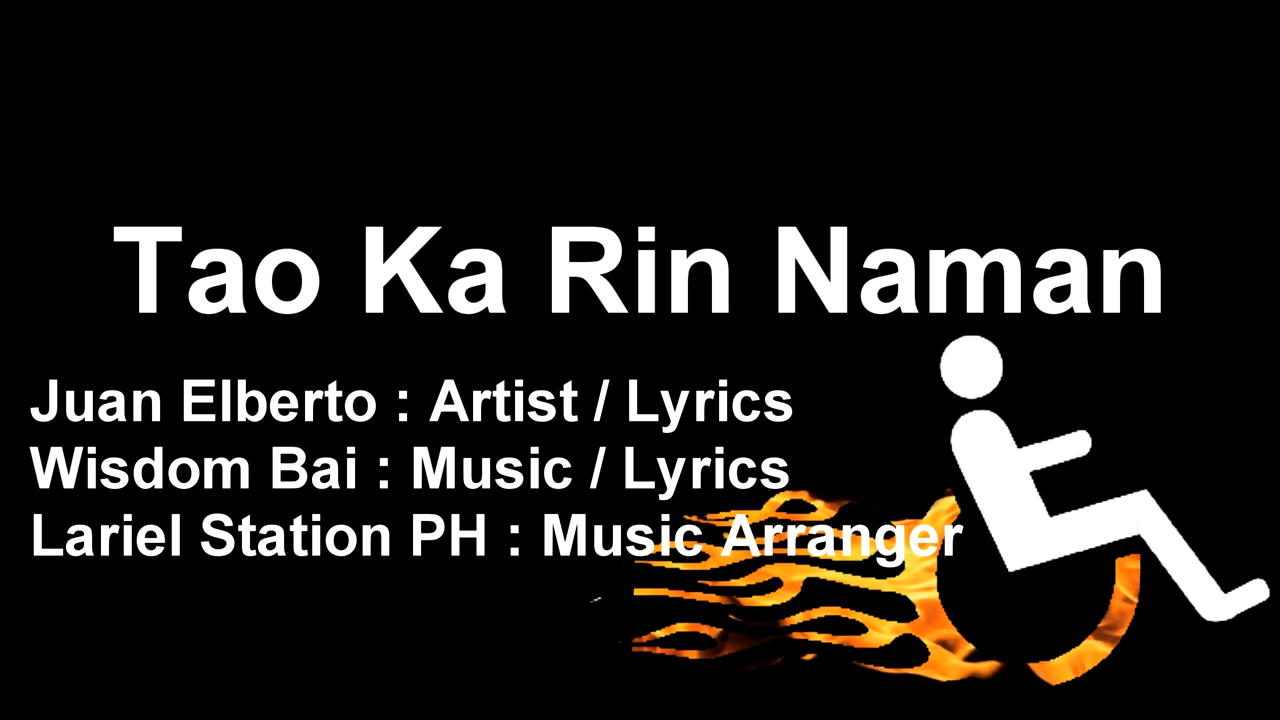 Tao Ka Rin Naman
Juan Elberto : Artist / Lyrics
Wisdom Bai : Music / Lyrics
Lariel Station PH : Music Arranger